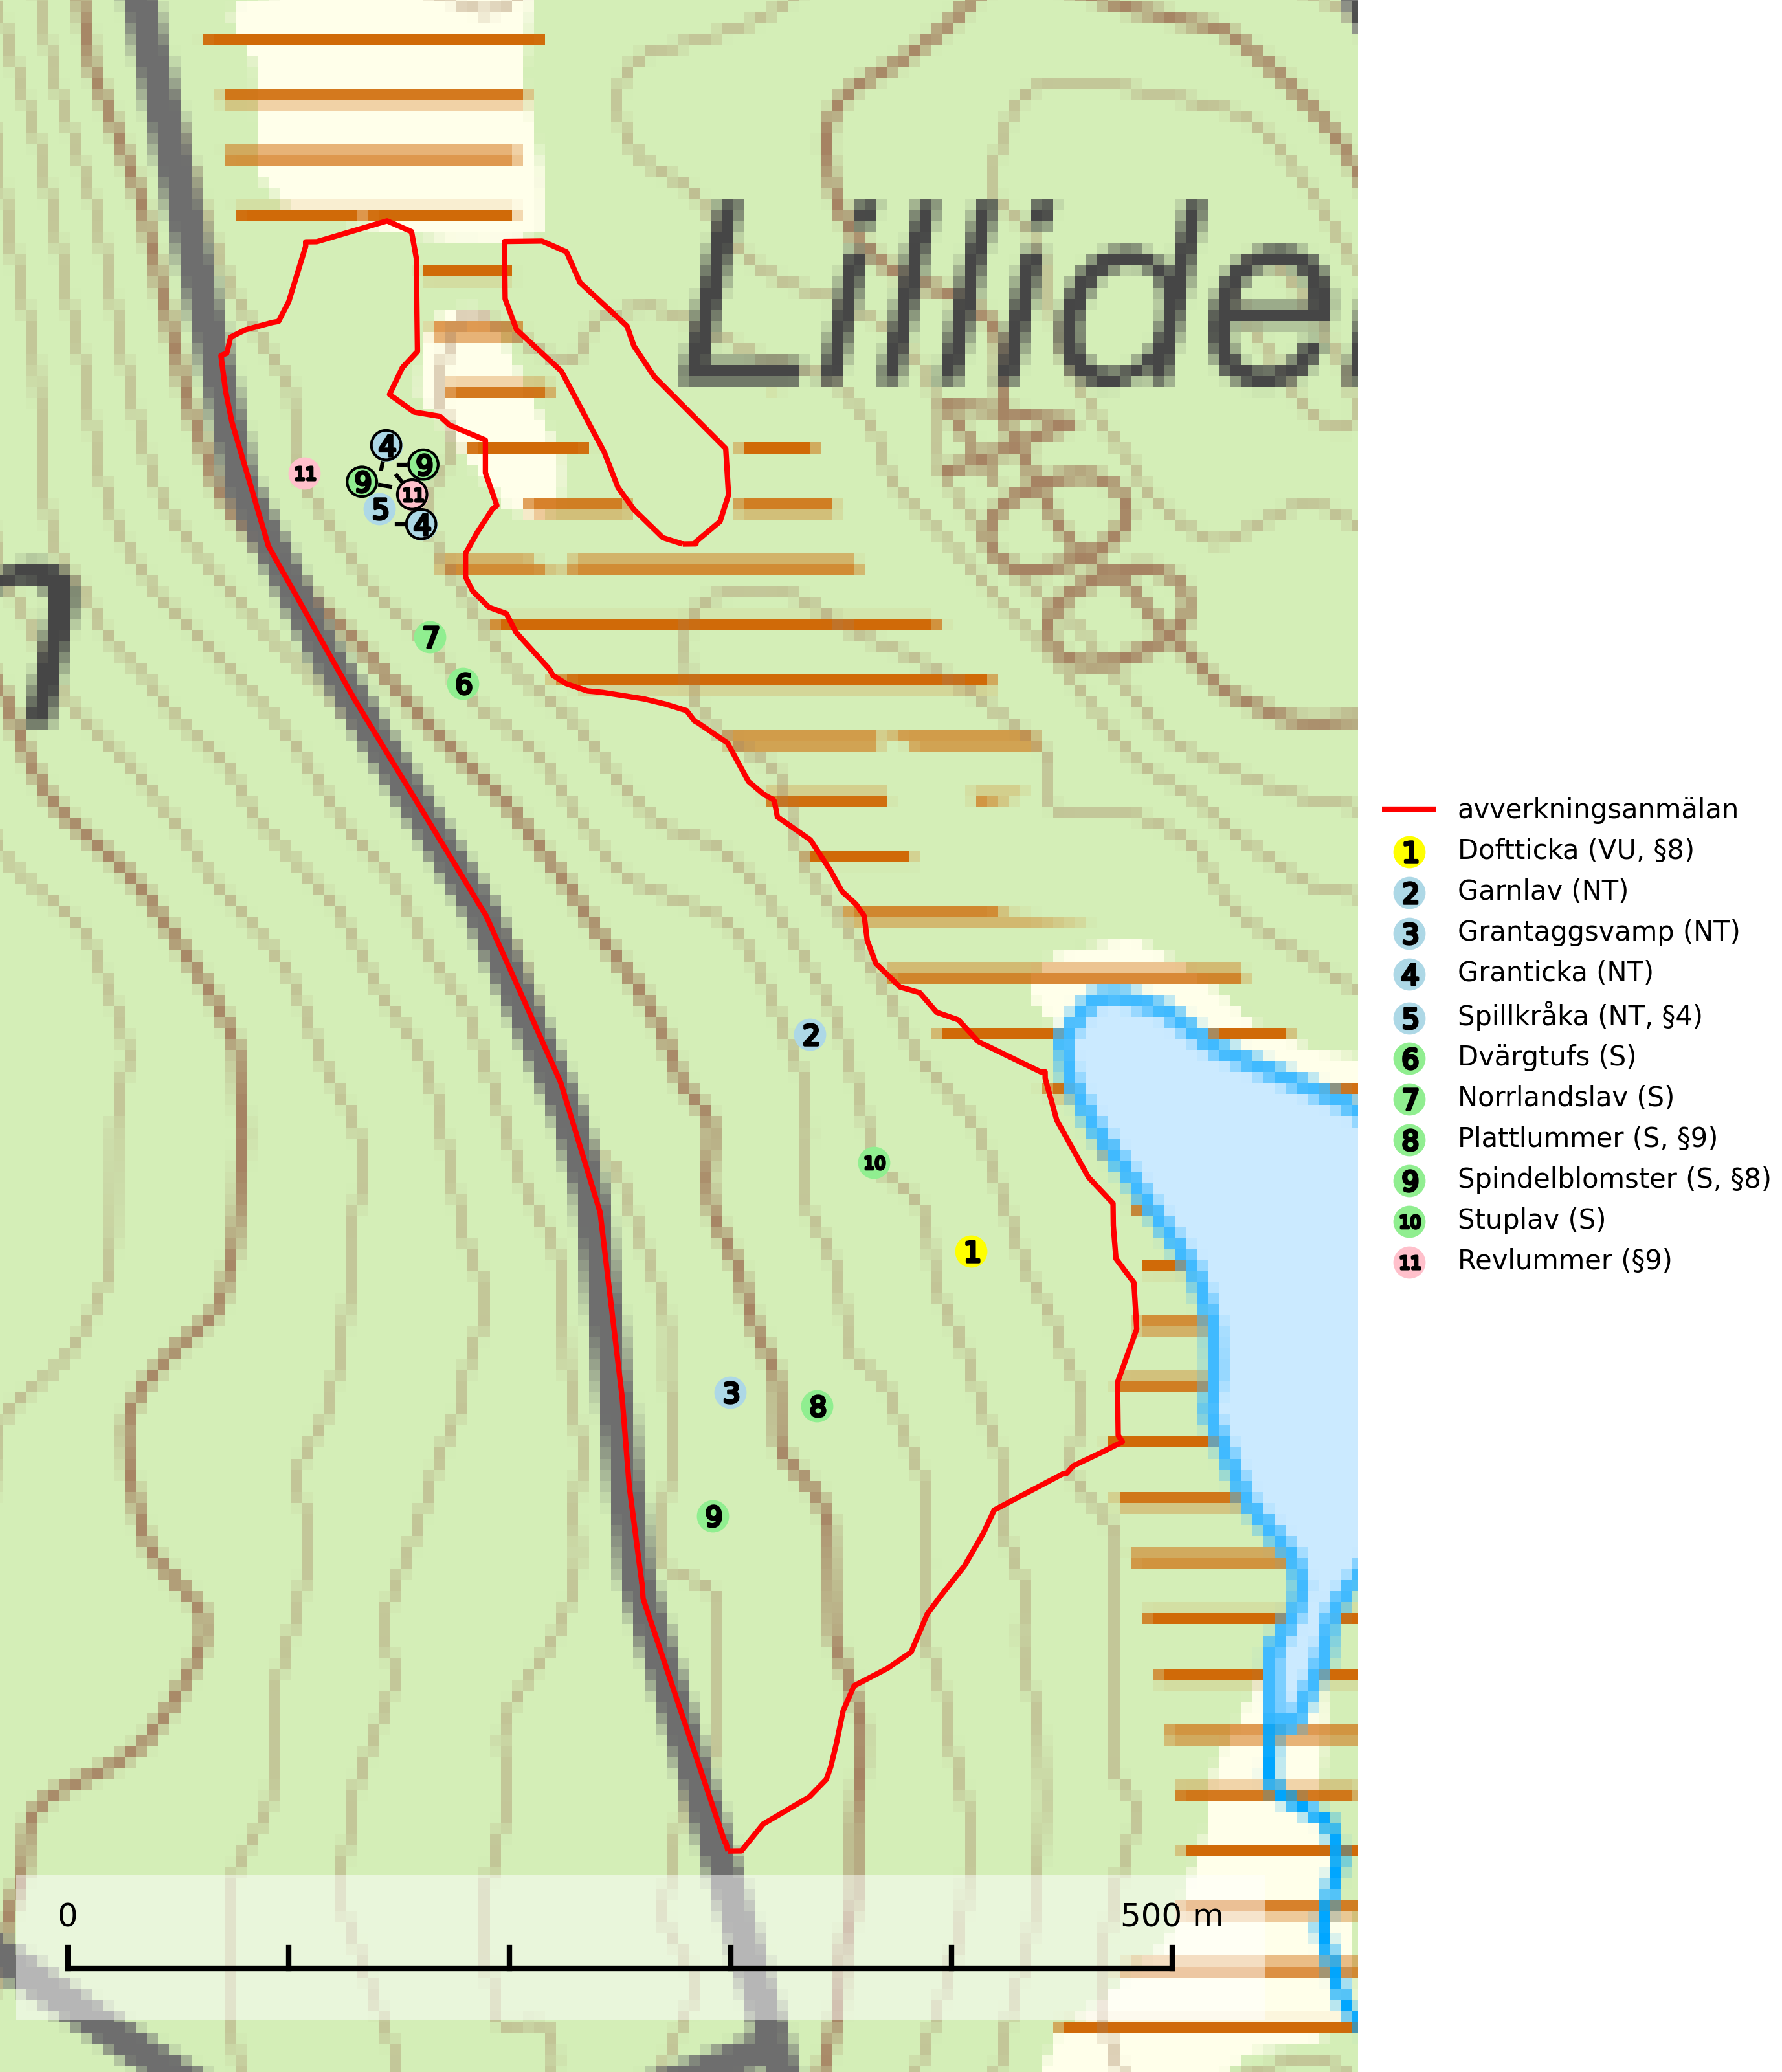 Lillide
408
7
4
9
11
9
11
5
4
7
6
2
10
1
3
8
9
0
500 m
avverkningsanmälan
1 Doftticka (VU, §8)
2 Garnlav (NT)
3 Grantaggsvamp (NT)
4 Granticka (NT)
5 Spillkråka (NT, §4)
6 Dvärgtufs (S)
7 Norrlandslav (S)
8 Plattlummer (S, §9)
9 Spindelblomster (S, §8)
10 Stuplav (S)
11 Revlummer (§9)